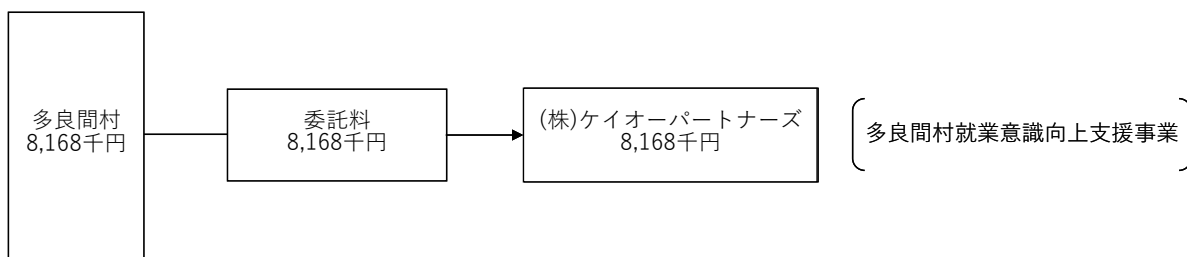 多良間村
8,168千円
委託料
8,168千円
(株)ケイオーパートナーズ
8,168千円
多良間村就業意識向上支援事業